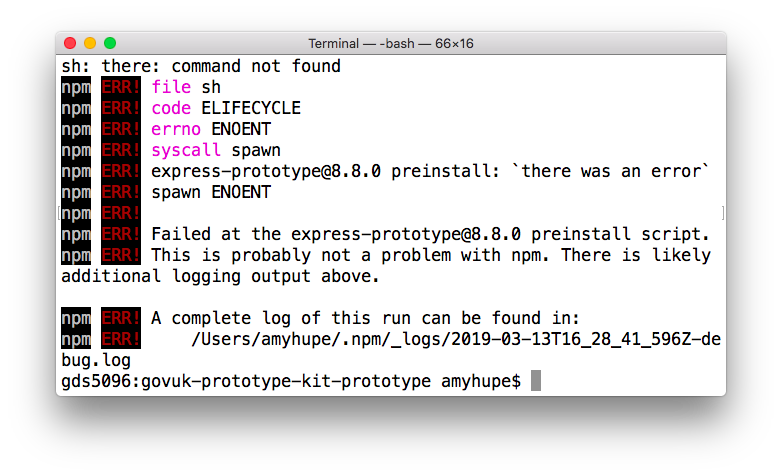 Terminal — -bash — 66×16
sh: there: command not found
npm ERR! file sh
npm ERR! code ELIFECYCLE
npm ERR! errno ENOENT
npm ERR! syscall spawn
npm ERR! express-prototype@8.8.0 preinstall: `there was an error`
npm ERR! spawn ENOENT
npm ERR!
npm ERR! Failed at the express-prototype@8.8.0 preinstall script.
npm ERR! This is probably not a problem with npm. There is likely
additional logging output above.

npm ERR! A complete log of this run can be found in:
npm ERR!     /Users/amyhupe/.npm/_logs/2019-03-13T16_28_41_596Z-de
bug.log
gds5096:govuk-prototype-kit-prototype amyhupe$